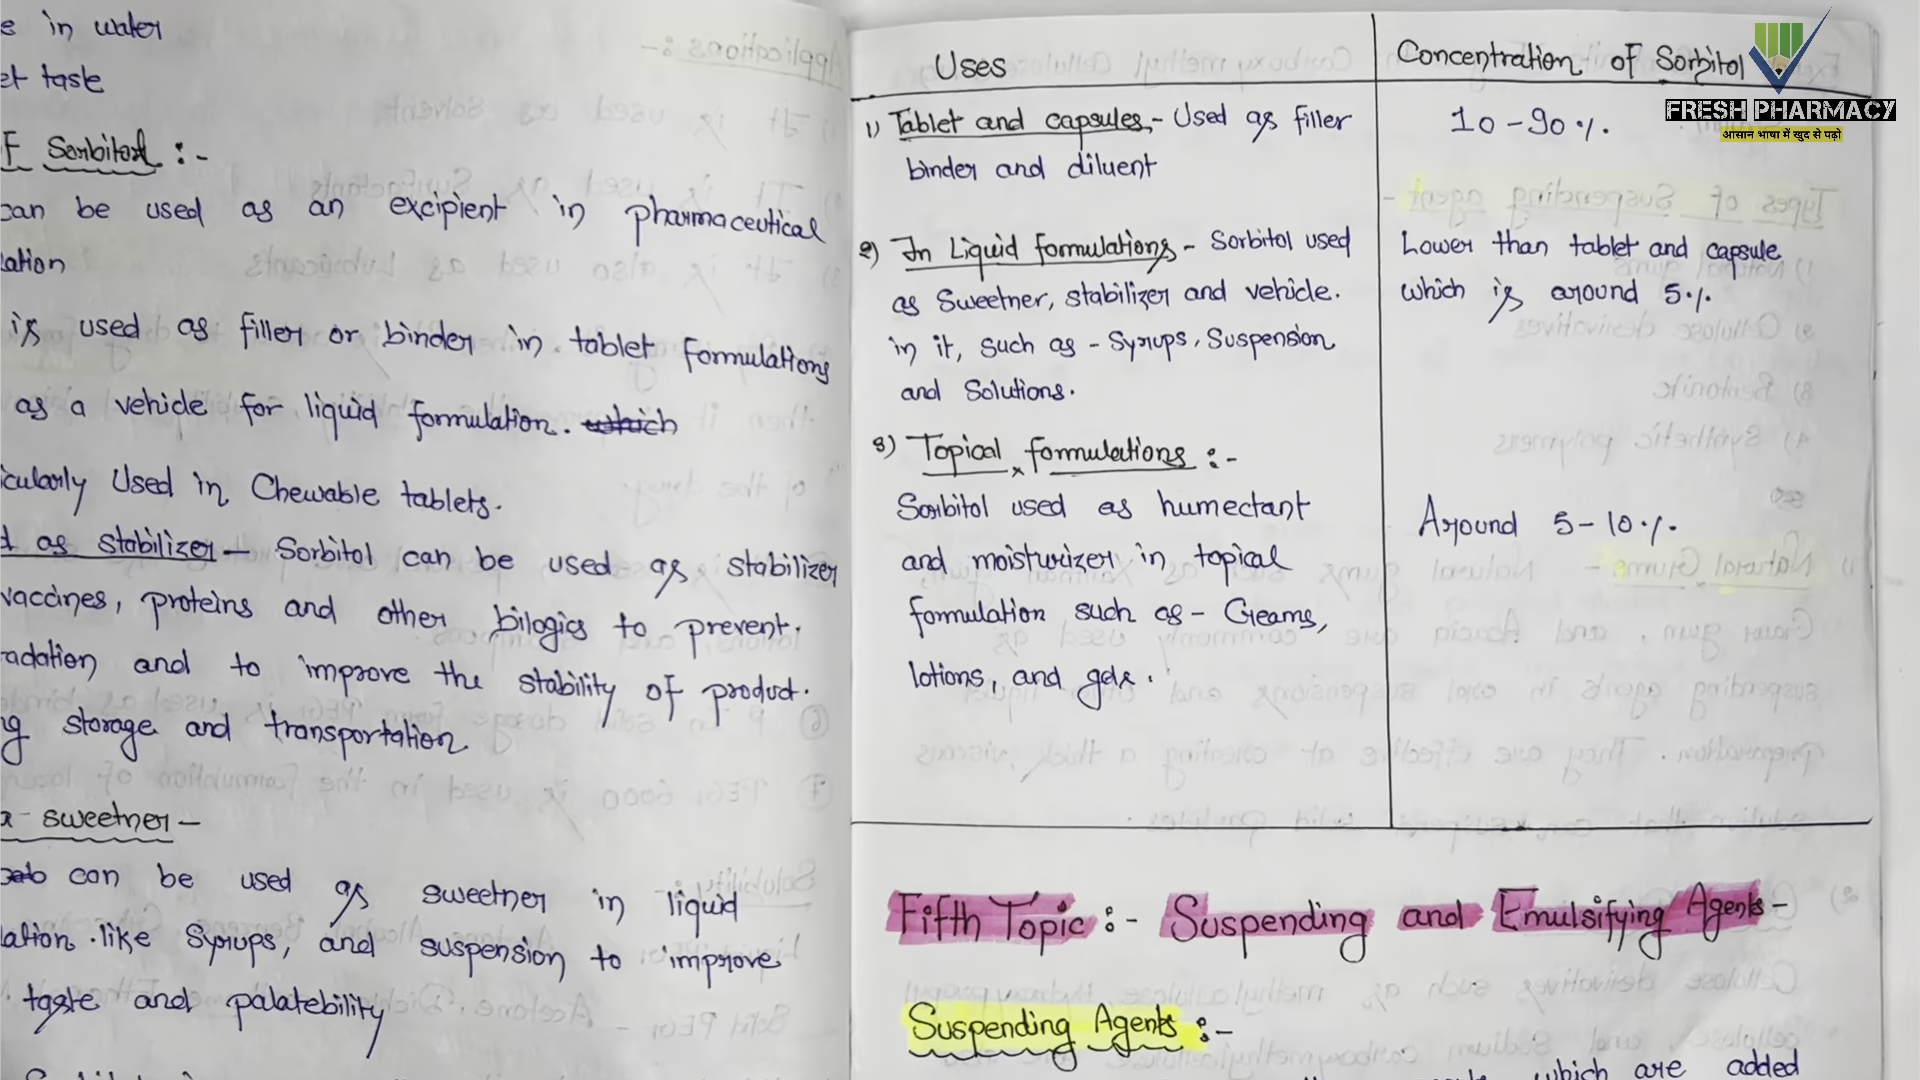 e in water
et taste
F Sorbitol :-
can be used as an excipient in pharmaceutical
lation
is used as filler or binder in tablet formulations
as a vehicle for liquid formulation. which
cularly Used in Chewable tablets.
d as stabilizer – Sorbitol can be used as stabilizer
vaccines, proteins and other bilogics to prevent.
adation and to improve the stability of product.
ng storage and transportation
sweetner –
can be used as sweetner in liquid
lation like Syrups, and suspension to improve
taste and palatebility
Uses
Concentration of Sorbitol
1) Tablet and capsules - Used as filler
binder and diluent
10-90%.
2) In Liquid formulations - Sorbitol used
as Sweetner, stabilizer and vehicle.
in it, such as - Syrups, Suspension
and Solutions.
Lower than tablet and capsule
which is around 5%.
3) Topical formulations :-
Sorbitol used as humectant
and moisturizer in topical
formulation such as - Creams,
lotions, and gels.
Around 5-10%.
Fifth Topic :- Suspending and Emulsifying Agents-
Suspending Agents :-
which are added
FRESH PHARMACY
आसान भाषा में खुद से पढ़ो